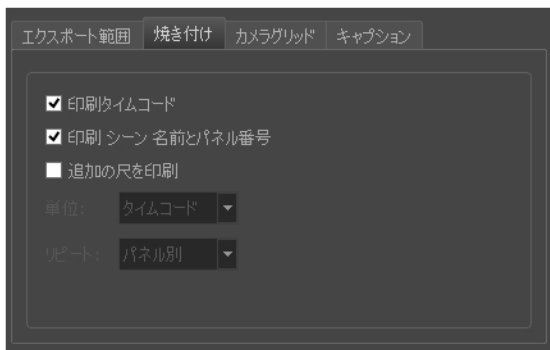 エクスポート範囲 焼き付け カメラグリッド キャプション
印刷タイムコード
印刷 シーン 名前とパネル番号
追加の尺を印刷
単位: タイムコード
リピート: パネル別